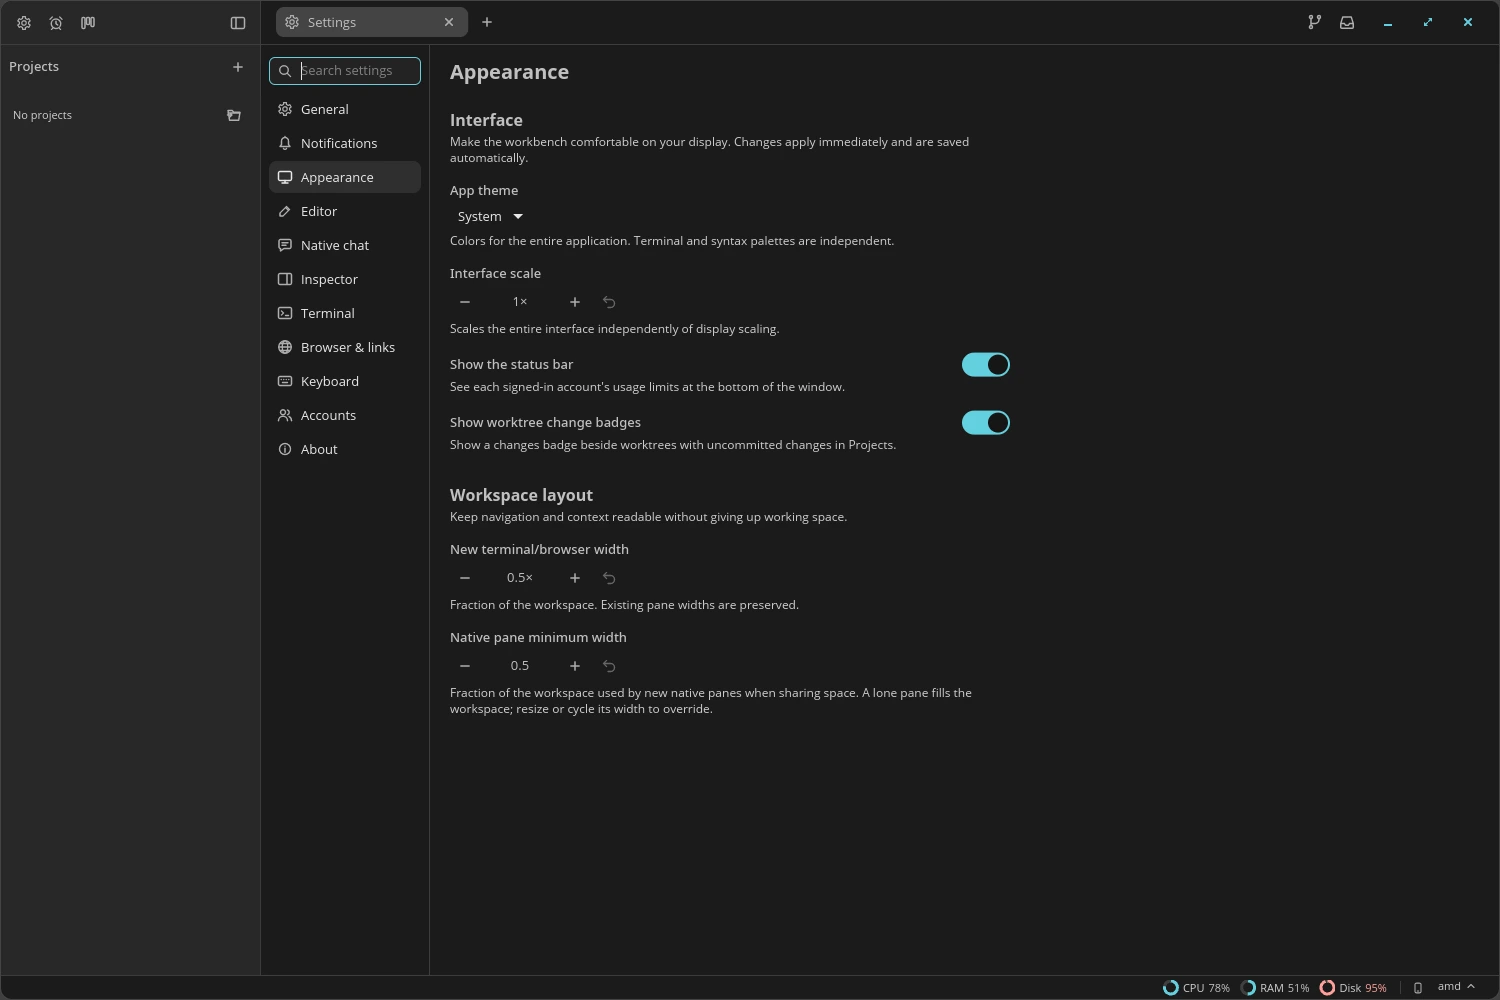 Settings
Projects
No projects
Search settings
General
Notifications
Appearance
Editor
Native chat
Inspector
Terminal
Browser & links
Keyboard
Accounts
About
Appearance
Interface
Make the workbench comfortable on your display. Changes apply immediately and are saved
automatically.
App theme
System
Colors for the entire application. Terminal and syntax palettes are independent.
Interface scale
1×
Scales the entire interface independently of display scaling.
Show the status bar
See each signed-in account's usage limits at the bottom of the window.
Show worktree change badges
Show a changes badge beside worktrees with uncommitted changes in Projects.
Workspace layout
Keep navigation and context readable without giving up working space.
New terminal/browser width
0.5×
Fraction of the workspace. Existing pane widths are preserved.
Native pane minimum width
0.5
Fraction of the workspace used by new native panes when sharing space. A lone pane fills the
workspace; resize or cycle its width to override.
CPU 78% RAM 51% Disk 95% amd